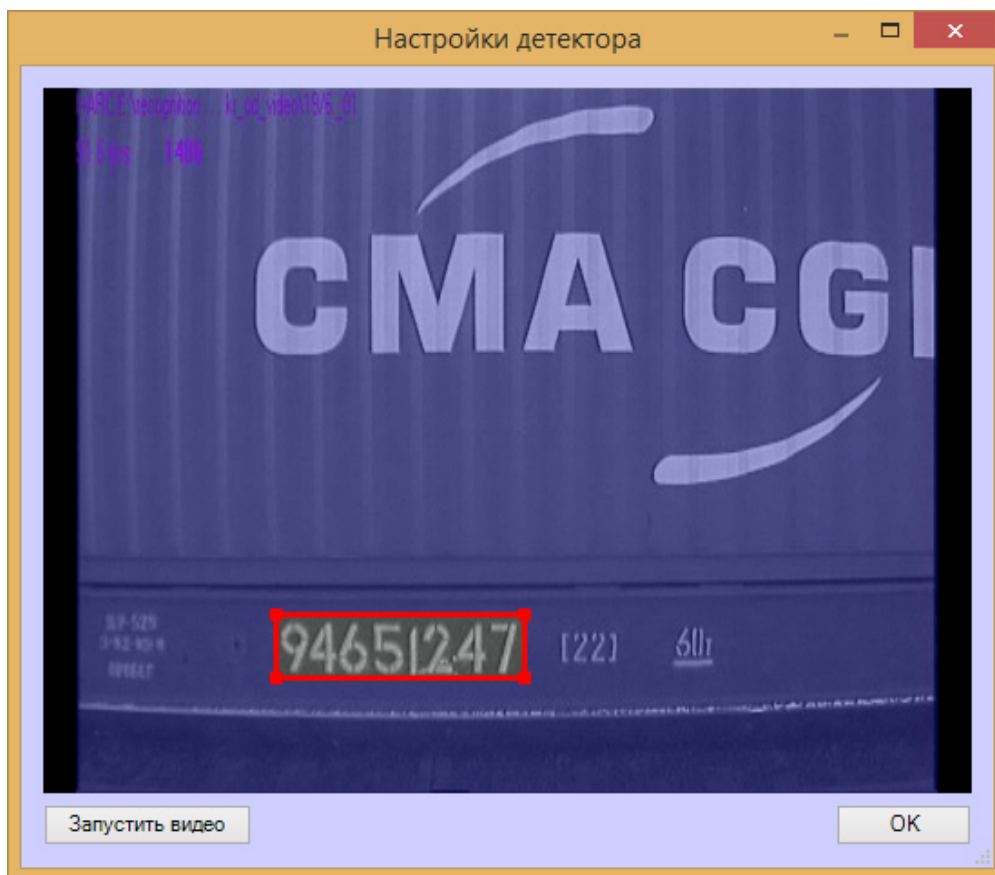 Настройки детектора
CMA CG
94651247 [22] 60т
Запустить видео
OK